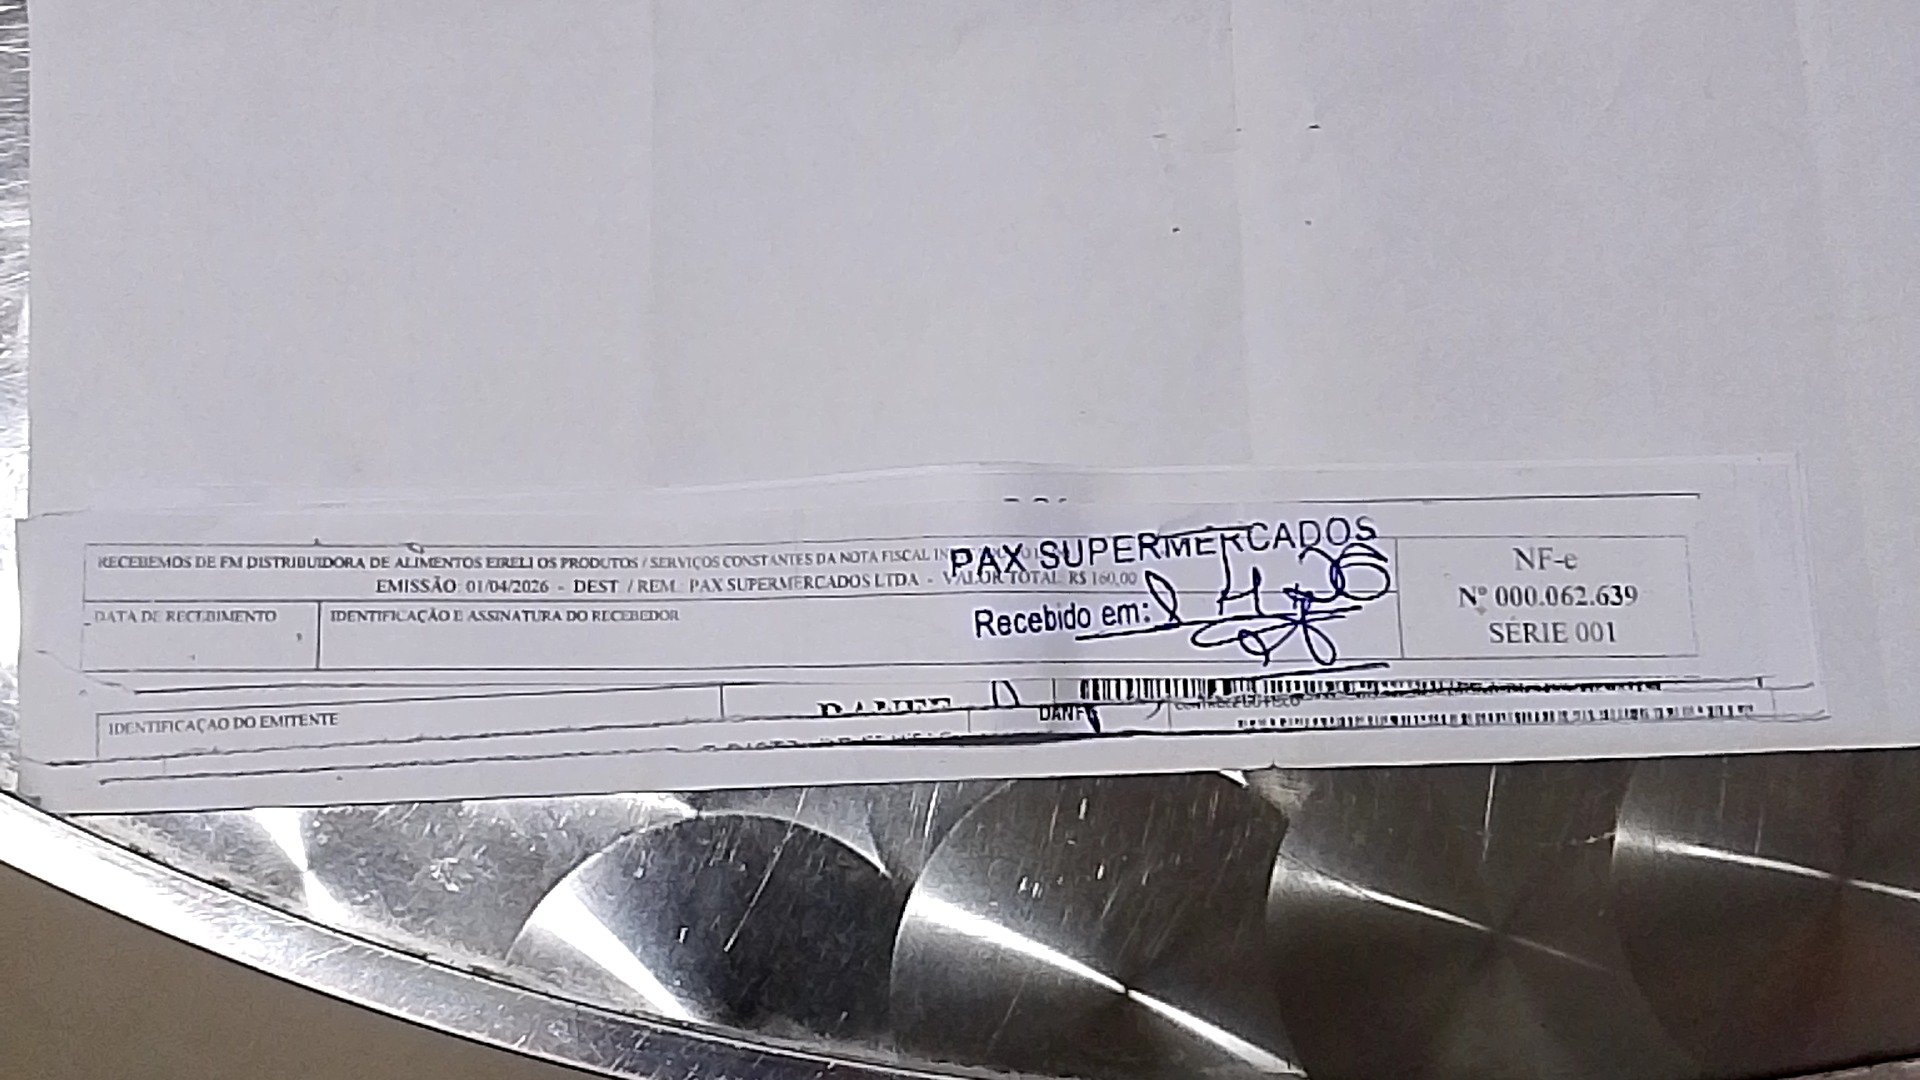 RECEBEMOS DE FM DISTRIBUIDORA DE ALIMENTOS EIRELI OS PRODUTOS / SERVIÇOS CONSTANTES DA NOTA FISCAL
EMISSÃO: 01/04/2026 - DEST. / REM.: PAX SUPERMERCADOS LTDA - VALOR TOTAL: R$ 160,00
PAX SUPERMERCADOS
Recebido em:
DATA DE RECEBIMENTO
IDENTIFICAÇÃO E ASSINATURA DO RECEBEDOR
NF-e
Nº 000.062.639
SÉRIE 001
IDENTIFICAÇAO DO EMITENTE
DANFE